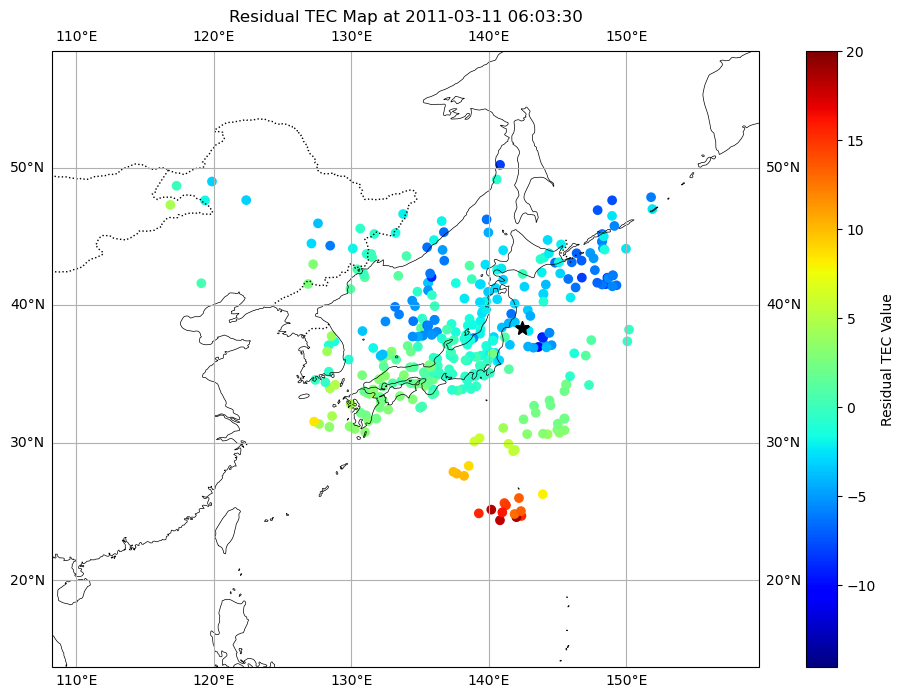 Residual TEC Map at 2011-03-11 06:03:30
110°E 120°E 130°E 140°E 150°E
20
15
50°N 50°N
10
40°N 40°N
5
0
30°N 30°N
−5
20°N 20°N
−10
110°E 120°E 130°E 140°E 150°E
Residual TEC Value